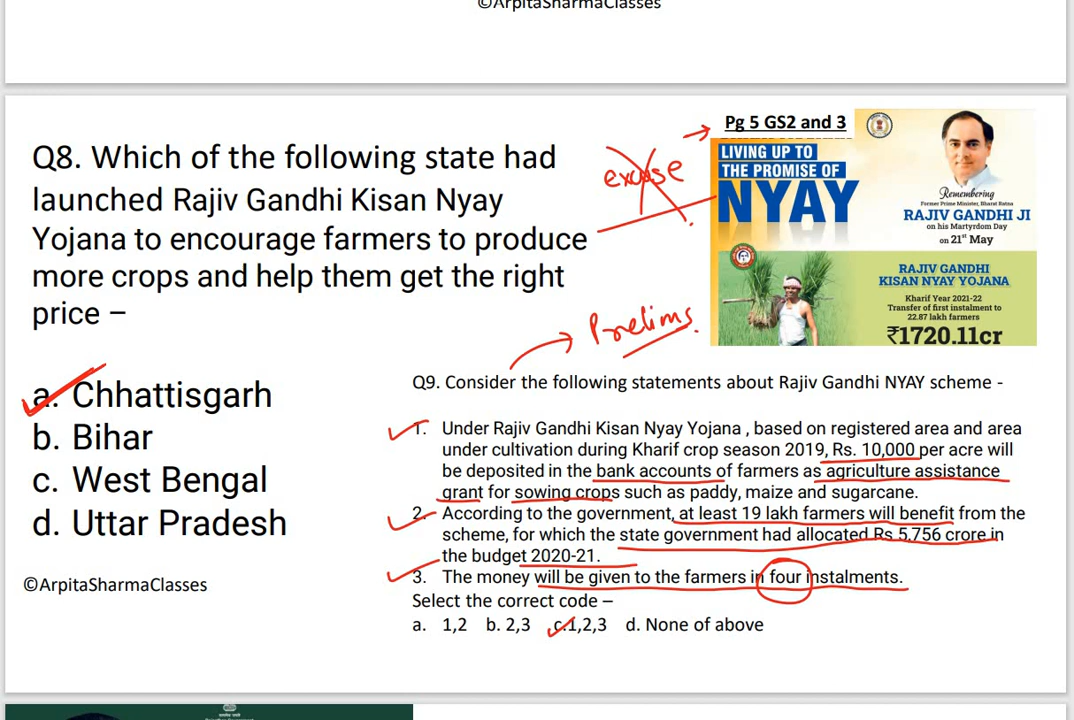 ©ArpitaSharmaClasses
Q8. Which of the following state had
launched Rajiv Gandhi Kisan Nyay
Yojana to encourage farmers to produce
more crops and help them get the right
price –
a. Chhattisgarh
b. Bihar
c. West Bengal
d. Uttar Pradesh
©ArpitaSharmaClasses
excuse
Pg 5 GS2 and 3
LIVING UP TO
THE PROMISE OF
NYAY
Remembering
Former Prime Minister, Bharat Ratna
RAJIV GANDHI JI
on his Martyrdom Day
on 21st May
RAJIV GANDHI
KISAN NYAY YOJANA
Kharif Year 2021-22
Transfer of first instalment to
22.87 lakh farmers
₹1720.11cr
Prelims.
Q9. Consider the following statements about Rajiv Gandhi NYAY scheme -
1. Under Rajiv Gandhi Kisan Nyay Yojana , based on registered area and area
under cultivation during Kharif crop season 2019, Rs. 10,000 per acre will
be deposited in the bank accounts of farmers as agriculture assistance
grant for sowing crops such as paddy, maize and sugarcane.
2. According to the government, at least 19 lakh farmers will benefit from the
scheme, for which the state government had allocated Rs 5,756 crore in
the budget 2020-21.
3. The money will be given to the farmers in four instalments.
Select the correct code –
a. 1,2 b. 2,3 c.1,2,3 d. None of above